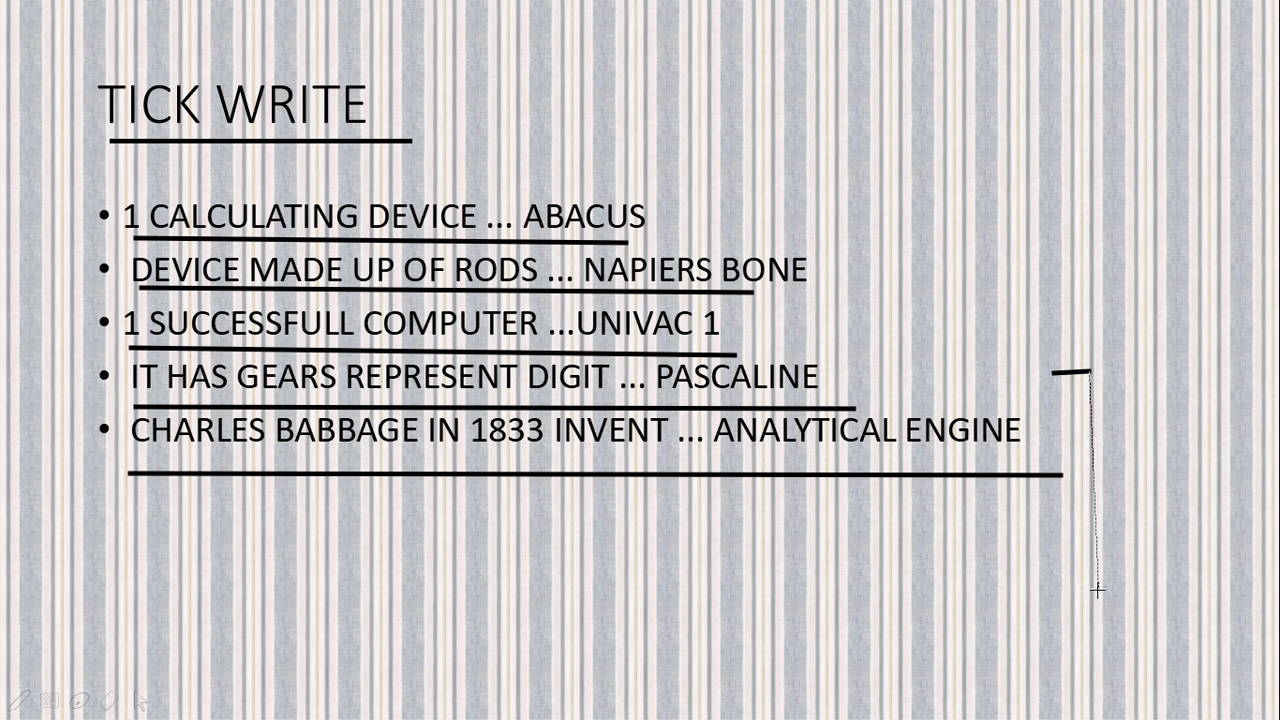 TICK WRITE
• 1 CALCULATING DEVICE ... ABACUS
• DEVICE MADE UP OF RODS ... NAPIERS BONE
• 1 SUCCESSFULL COMPUTER ...UNIVAC 1
• IT HAS GEARS REPRESENT DIGIT ... PASCALINE
• CHARLES BABBAGE IN 1833 INVENT ... ANALYTICAL ENGINE